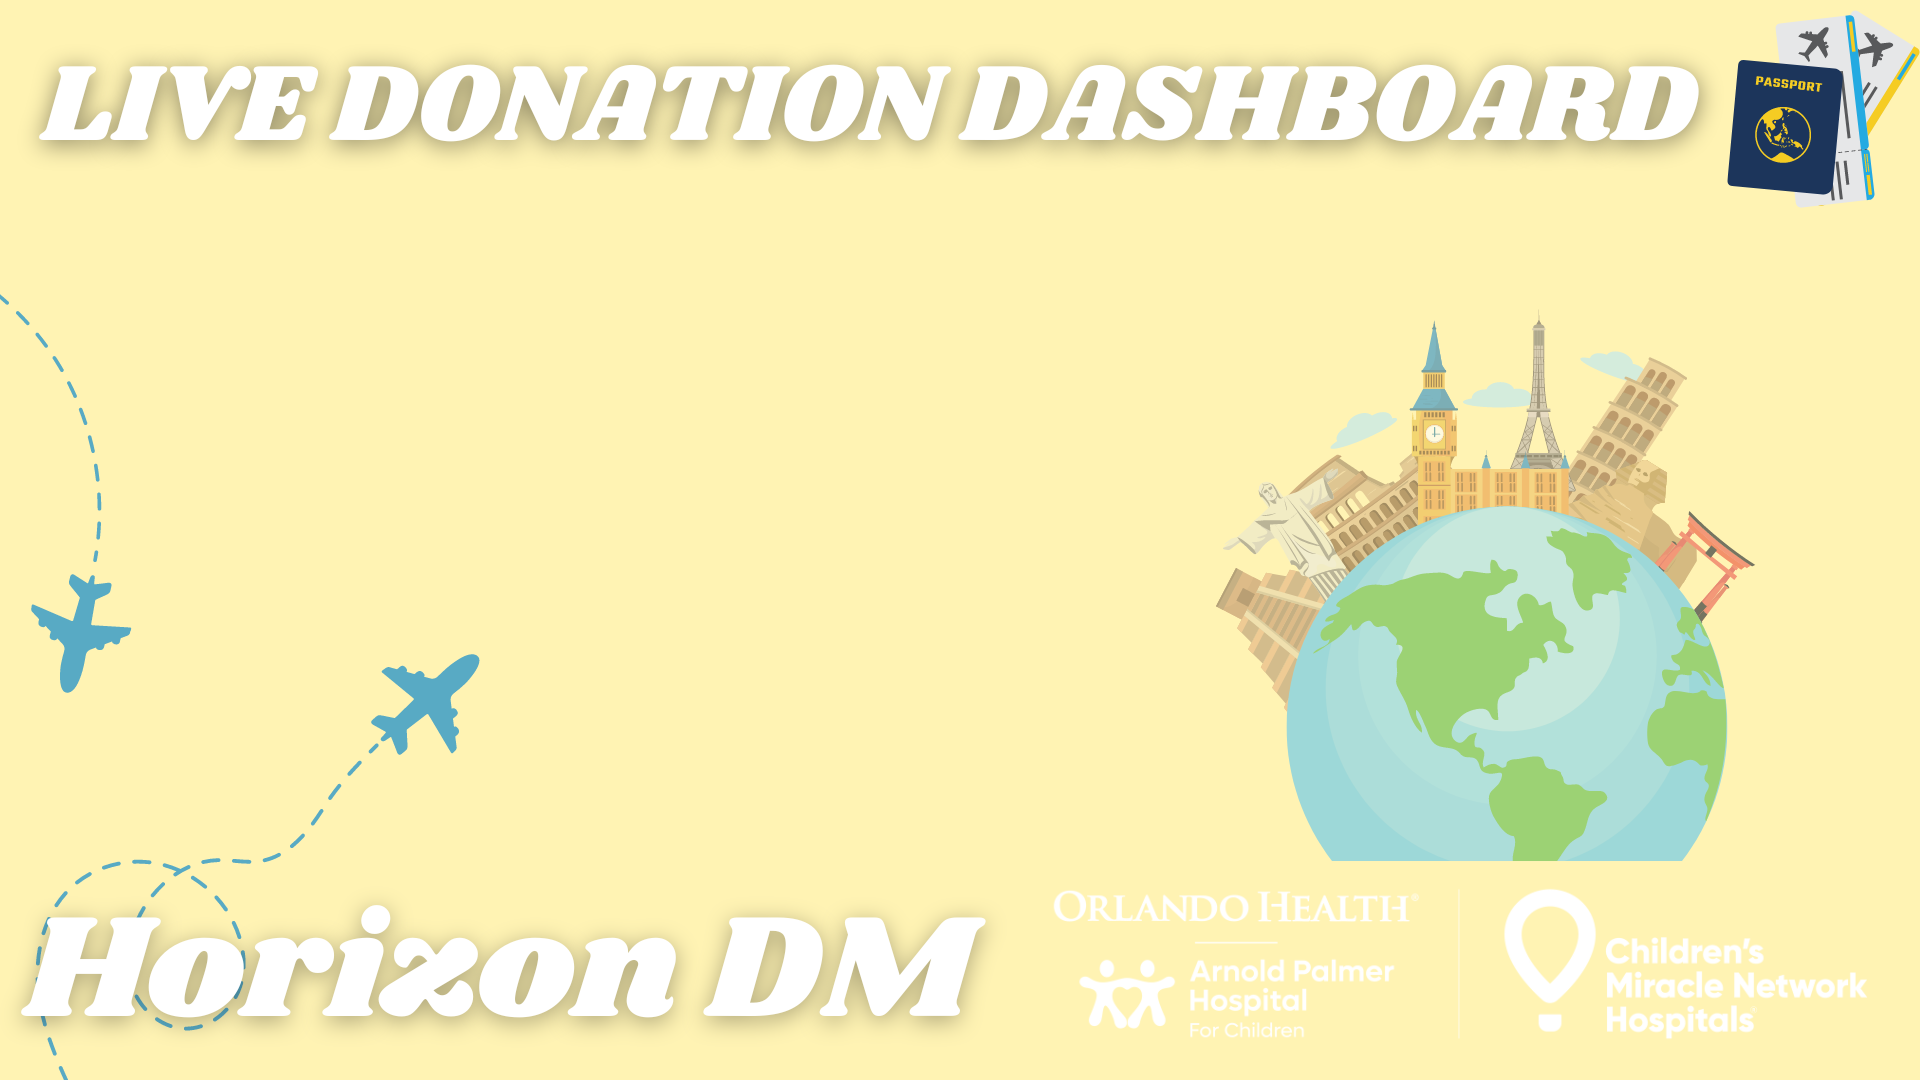 LIVE DONATION DASHBOARD
PASSPORT
Horizon DM
ORLANDO HEALTH®
Arnold Palmer
Hospital
For Children
Children's
Miracle Network
Hospitals